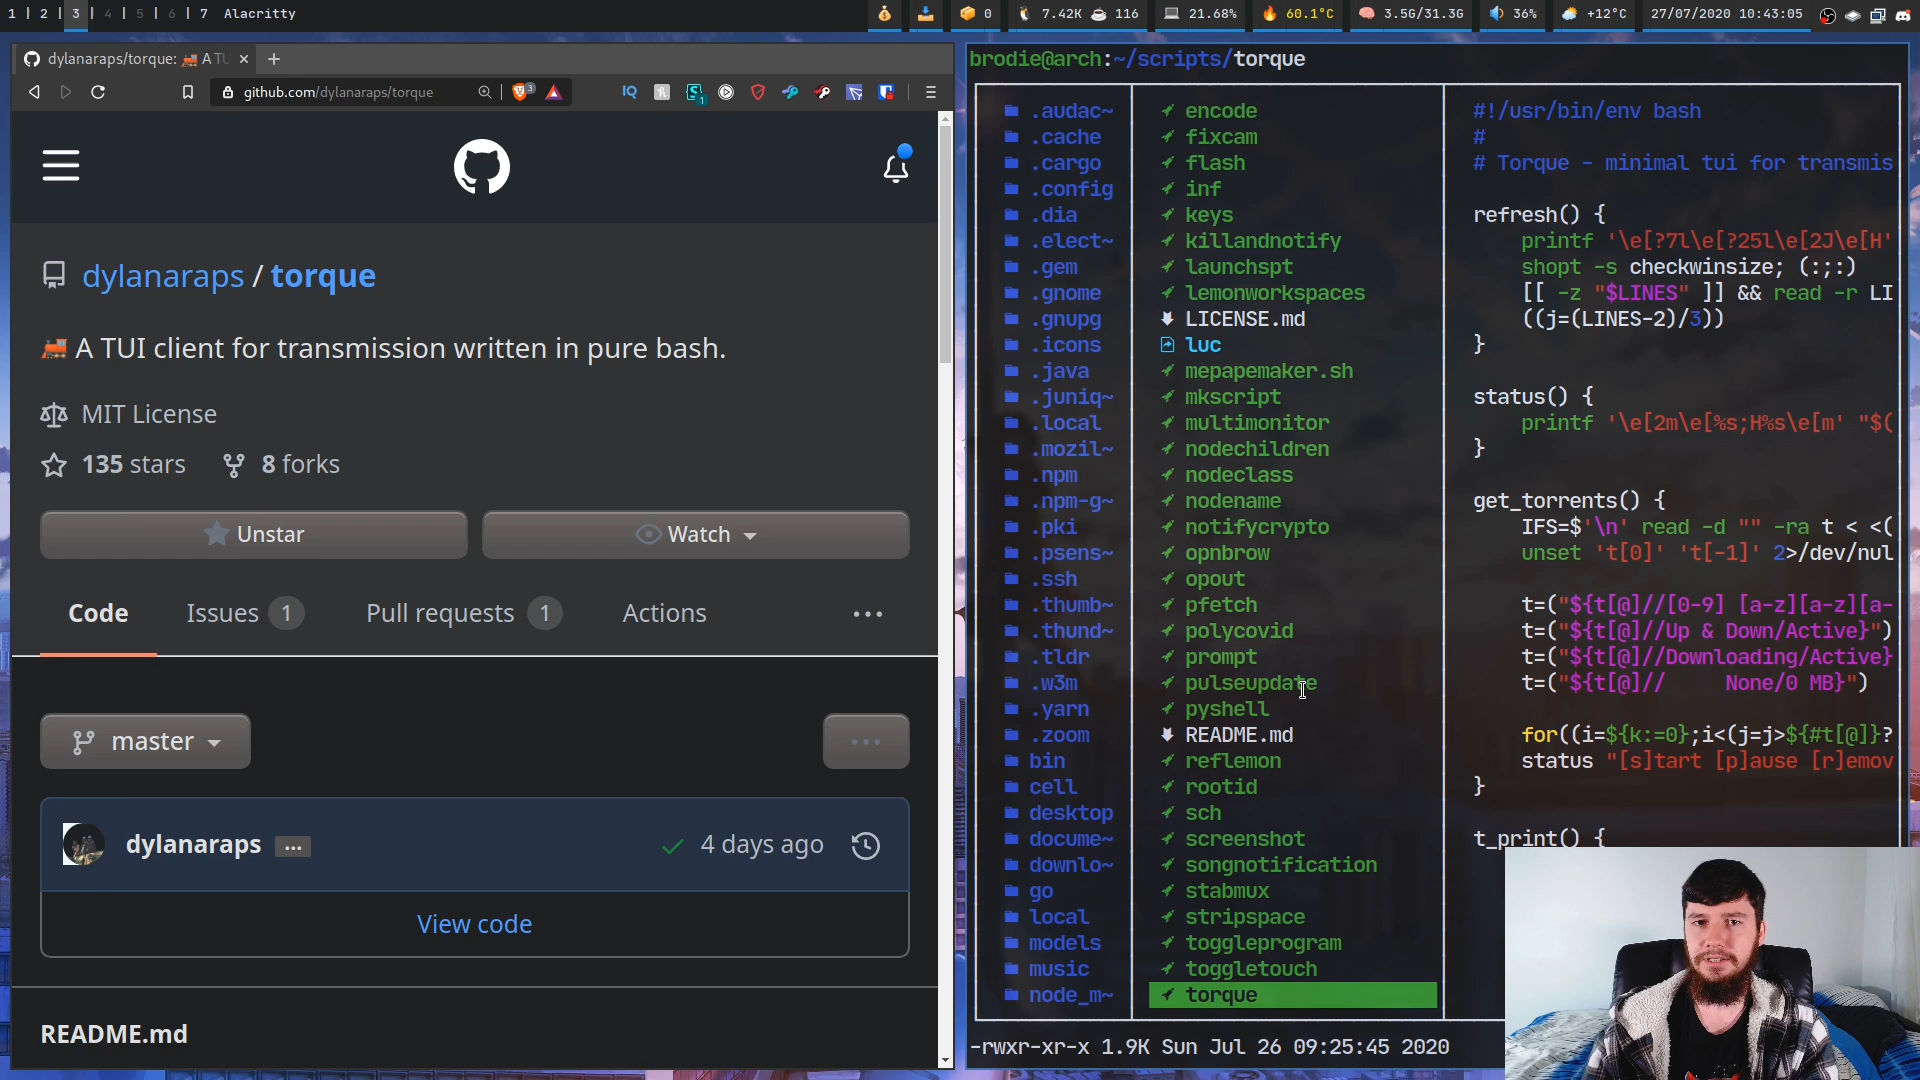 1 | 2 | 3 | 4 | 5 | 6 | 7 Alacritty
0 7.42K 116 21.68% 60.1°C 3.5G/31.3G 36% +12°C 27/07/2020 10:43:05
dylanaraps/torque: A TU
github.com/dylanaraps/torque
dylanaraps / torque
A TUI client for transmission written in pure bash.
MIT License
135 stars 8 forks
Unstar
Watch
Code
Issues 1
Pull requests 1
Actions
master
dylanaraps
4 days ago
View code
README.md
brodie@arch:~/scripts/torque
.audac~
.cache
.cargo
.config
.dia
.elect~
.gem
.gnome
.gnupg
.icons
.java
.juniq~
.local
.mozil~
.npm
.npm-g~
.pki
.psens~
.ssh
.thumb~
.thund~
.tldr
.w3m
.yarn
.zoom
bin
cell
desktop
docume~
downlo~
go
local
models
music
node_m~
encode
fixcam
flash
inf
keys
killandnotify
launchspt
lemonworkspaces
LICENSE.md
luc
mepapemaker.sh
mkscript
multimonitor
nodechildren
nodeclass
nodename
notifycrypto
opnbrow
opout
pfetch
polycovid
prompt
pulseupdate
pyshell
README.md
reflemon
rootid
sch
screenshot
songnotification
stabmux
stripspace
toggleprogram
toggletouch
torque
#!/usr/bin/env bash
#
# Torque - minimal tui for transmis
refresh() {
printf '\e[?7l\e[?25l\e[2J\e[H'
shopt -s checkwinsize; (:;:)
[[ -z "$LINES" ]] && read -r LI
((j=(LINES-2)/3))
}
status() {
printf '\e[2m\e[%s;H%s\e[m' "$(
}
get_torrents() {
IFS=$'\n' read -d "" -ra t < <(
unset 't[0]' 't[-1]' 2>/dev/nul
t=("${t[@]//[0-9] [a-z][a-z][a-
t=("${t[@]//Up & Down/Active}")
t=("${t[@]//Downloading/Active}
t=("${t[@]// None/0 MB}")
for((i=${k:=0};i<(j=j>${#t[@]}?
status "[s]tart [p]ause [r]emov
}
t_print() {
-rwxr-xr-x 1.9K Sun Jul 26 09:25:45 2020